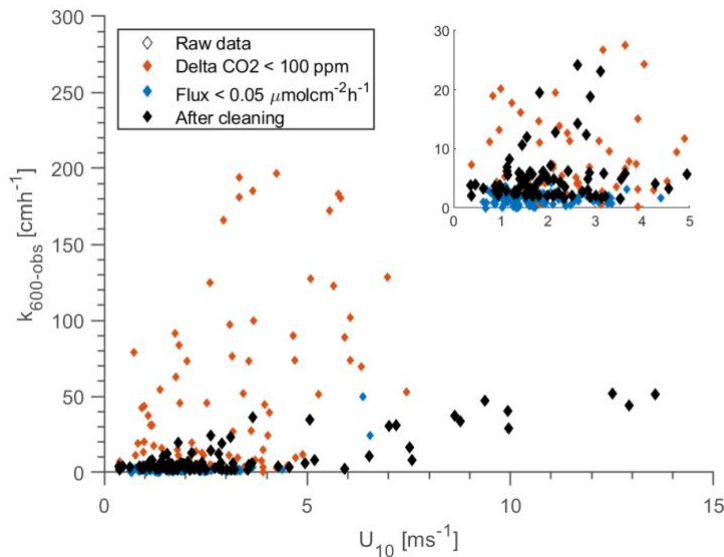 300
250
200
150
100
50
0
k600-obs [cmh-1]
Raw data
Delta CO2 < 100 ppm
Flux < 0.05 μmolcm-2h-1
After cleaning
30
20
10
0
0 1 2 3 4 5
0 5 10 15
U10 [ms-1]